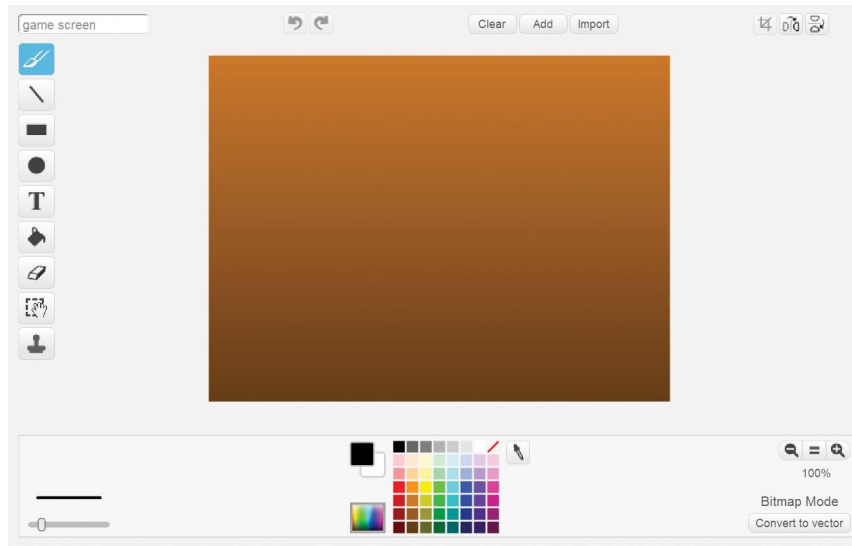 game screen
Clear
Add
Import
T
100%
Bitmap Mode
Convert to vector